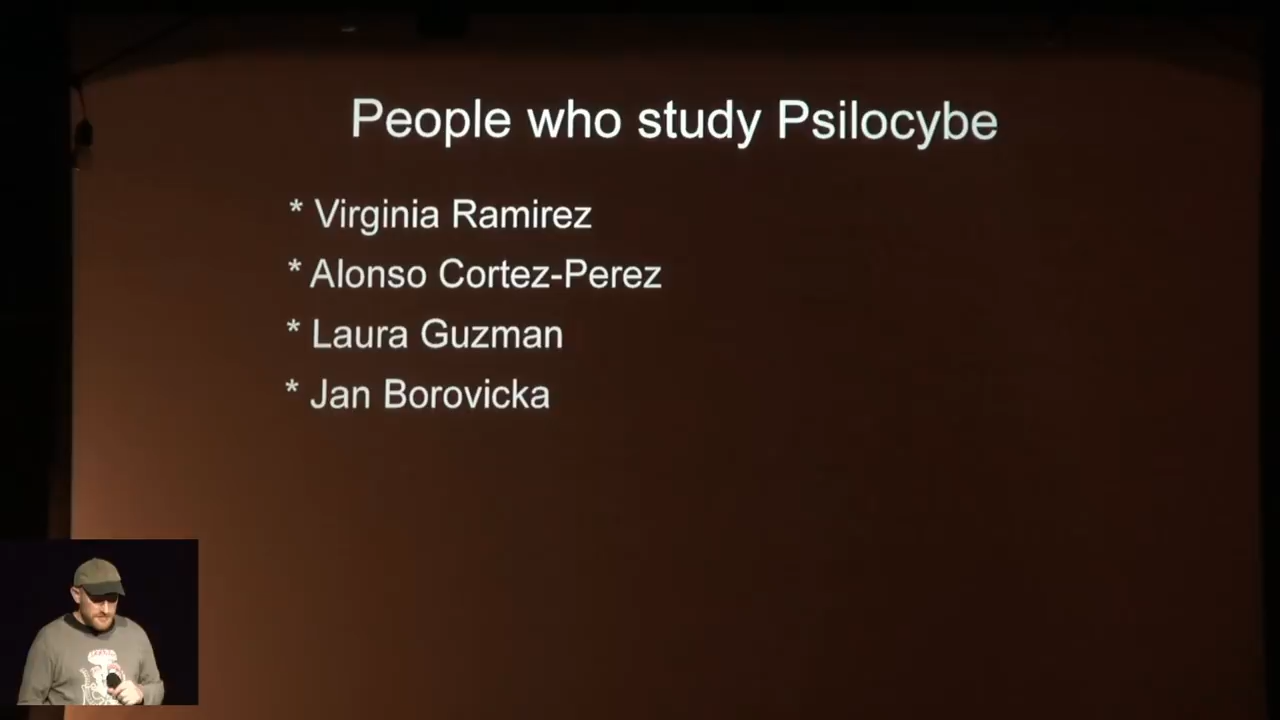 People who study Psilocybe
* Virginia Ramirez
* Alonso Cortez-Perez
* Laura Guzman
* Jan Borovicka